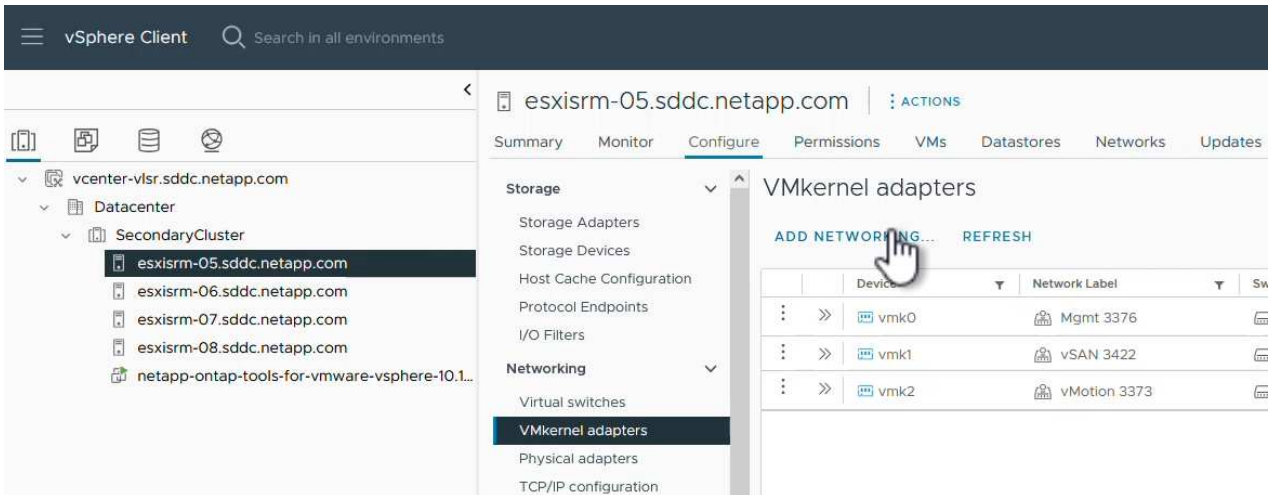 vSphere Client Search in all environments
esxisrm-05.sddc.netapp.com ACTIONS
Summary Monitor Configure Permissions VMs Datastores Networks Updates
vcenter-vlsr.sddc.netapp.com
Datacenter
SecondaryCluster
esxisrm-05.sddc.netapp.com
esxisrm-06.sddc.netapp.com
esxisrm-07.sddc.netapp.com
esxisrm-08.sddc.netapp.com
netapp-ontap-tools-for-vmware-vsphere-10.1...
Storage
Storage Adapters
Storage Devices
Host Cache Configuration
Protocol Endpoints
I/O Filters
Networking
Virtual switches
VMkernel adapters
Physical adapters
TCP/IP configuration
VMkernel adapters
ADD NETWORKING... REFRESH
Device Network Label Sw
vmk0 Mgmt 3376
vmk1 vSAN 3422
vmk2 vMotion 3373